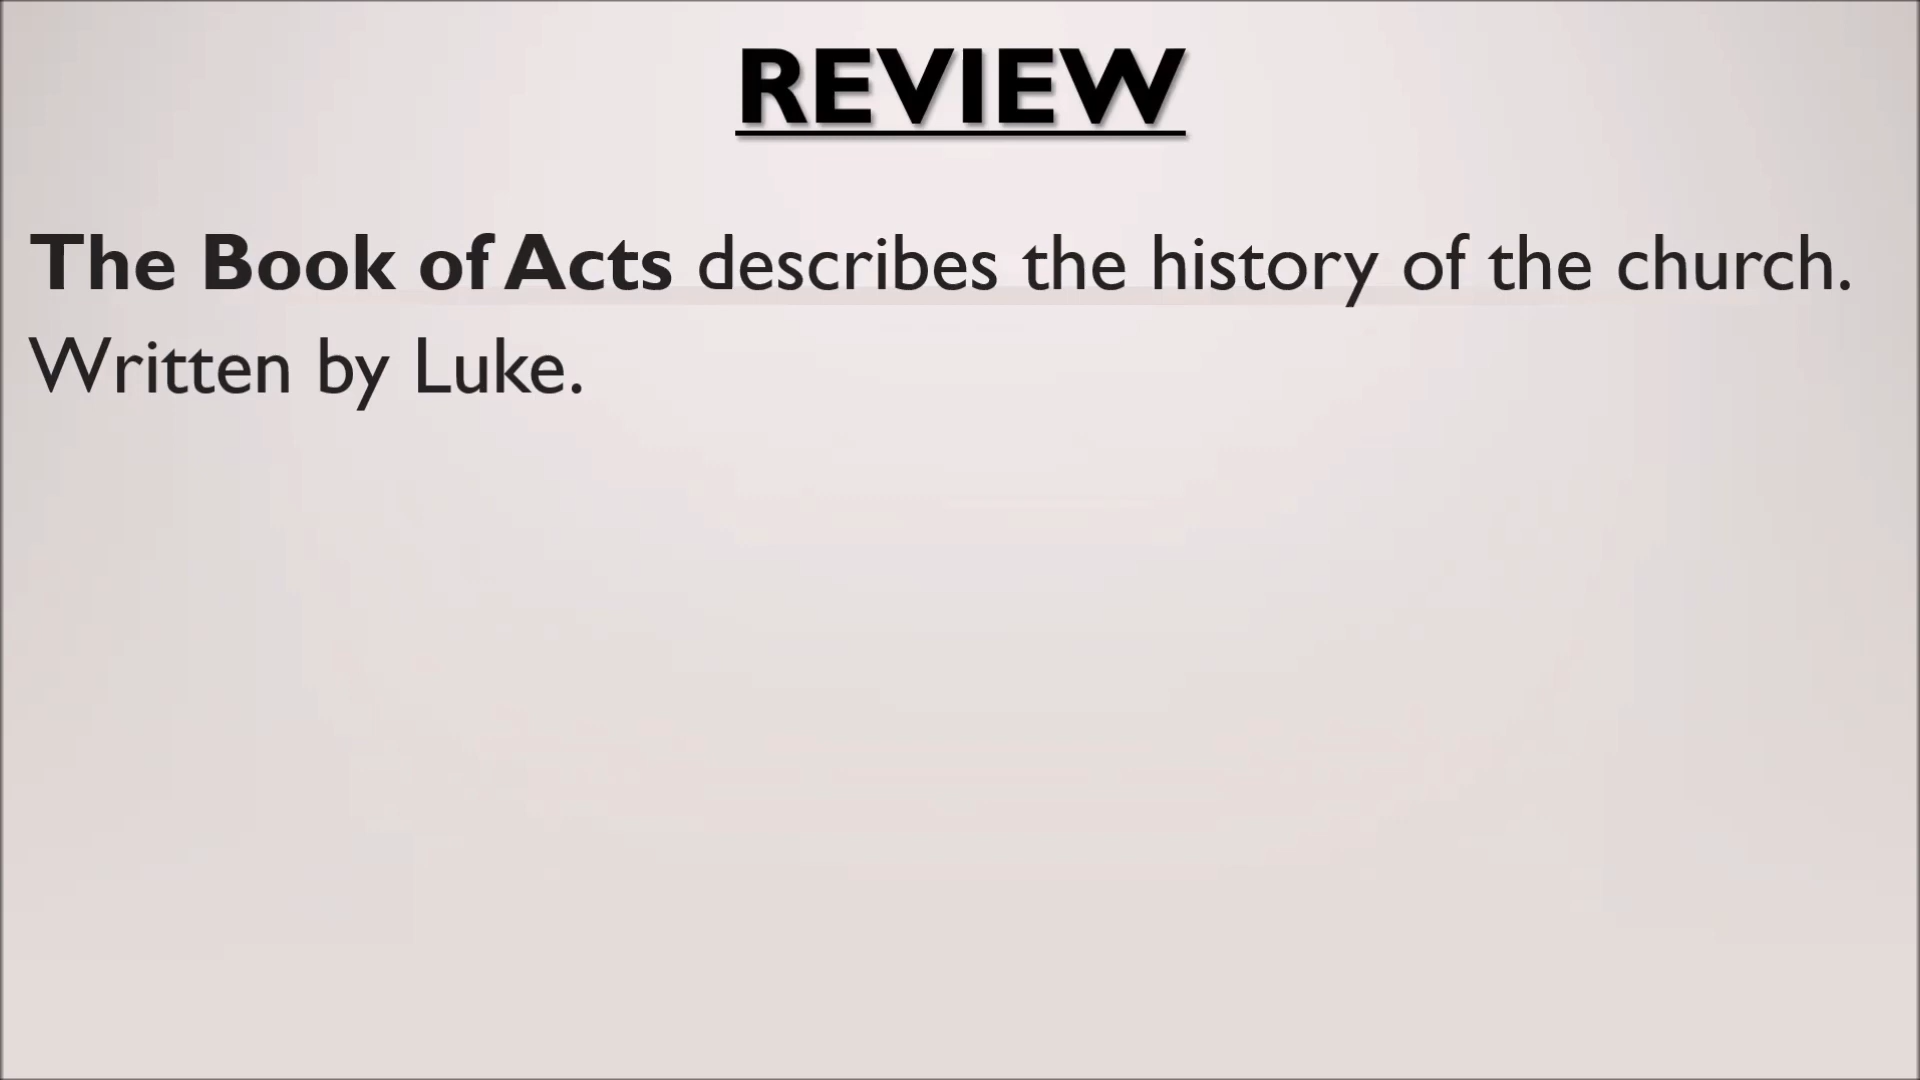 REVIEW
The Book of Acts describes the history of the church.
Written by Luke.